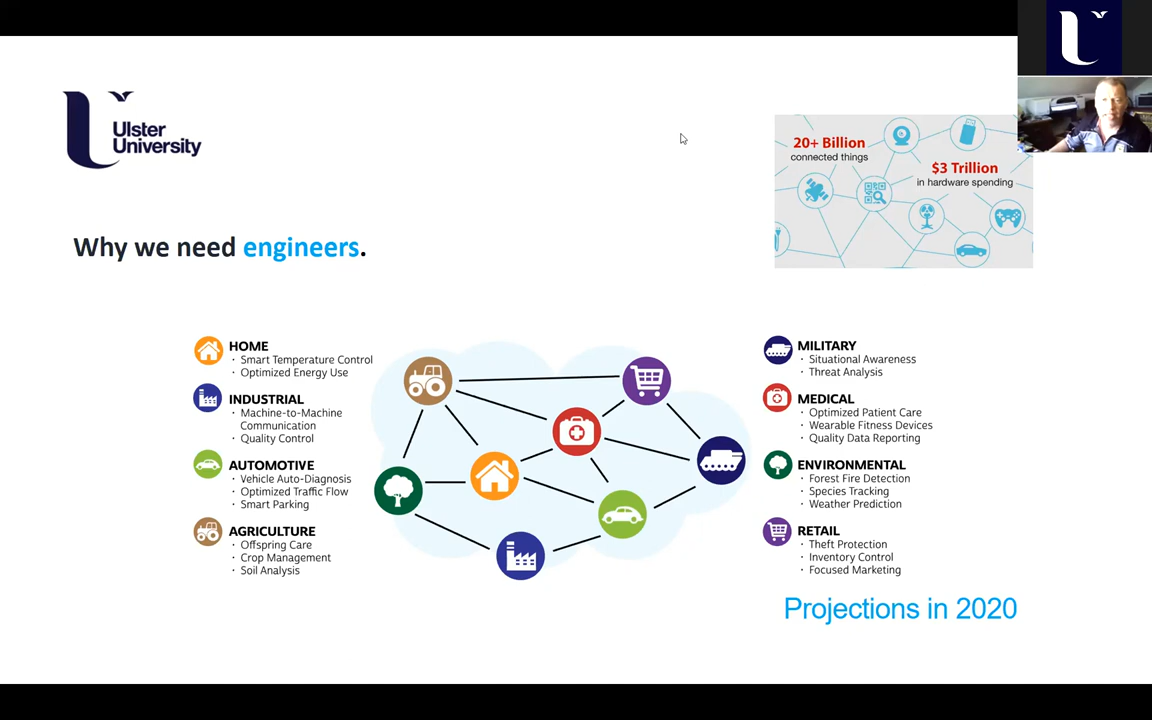 Ulster
University
20+ Billion
connected things
$3 Trillion
in hardware spending
Why we need engineers.
HOME
· Smart Temperature Control
· Optimized Energy Use
INDUSTRIAL
· Machine-to-Machine
Communication
· Quality Control
AUTOMOTIVE
· Vehicle Auto-Diagnosis
· Optimized Traffic Flow
· Smart Parking
AGRICULTURE
· Offspring Care
· Crop Management
· Soil Analysis
MILITARY
· Situational Awareness
· Threat Analysis
MEDICAL
· Optimized Patient Care
· Wearable Fitness Devices
· Quality Data Reporting
ENVIRONMENTAL
· Forest Fire Detection
· Species Tracking
· Weather Prediction
RETAIL
· Theft Protection
· Inventory Control
· Focused Marketing
Projections in 2020